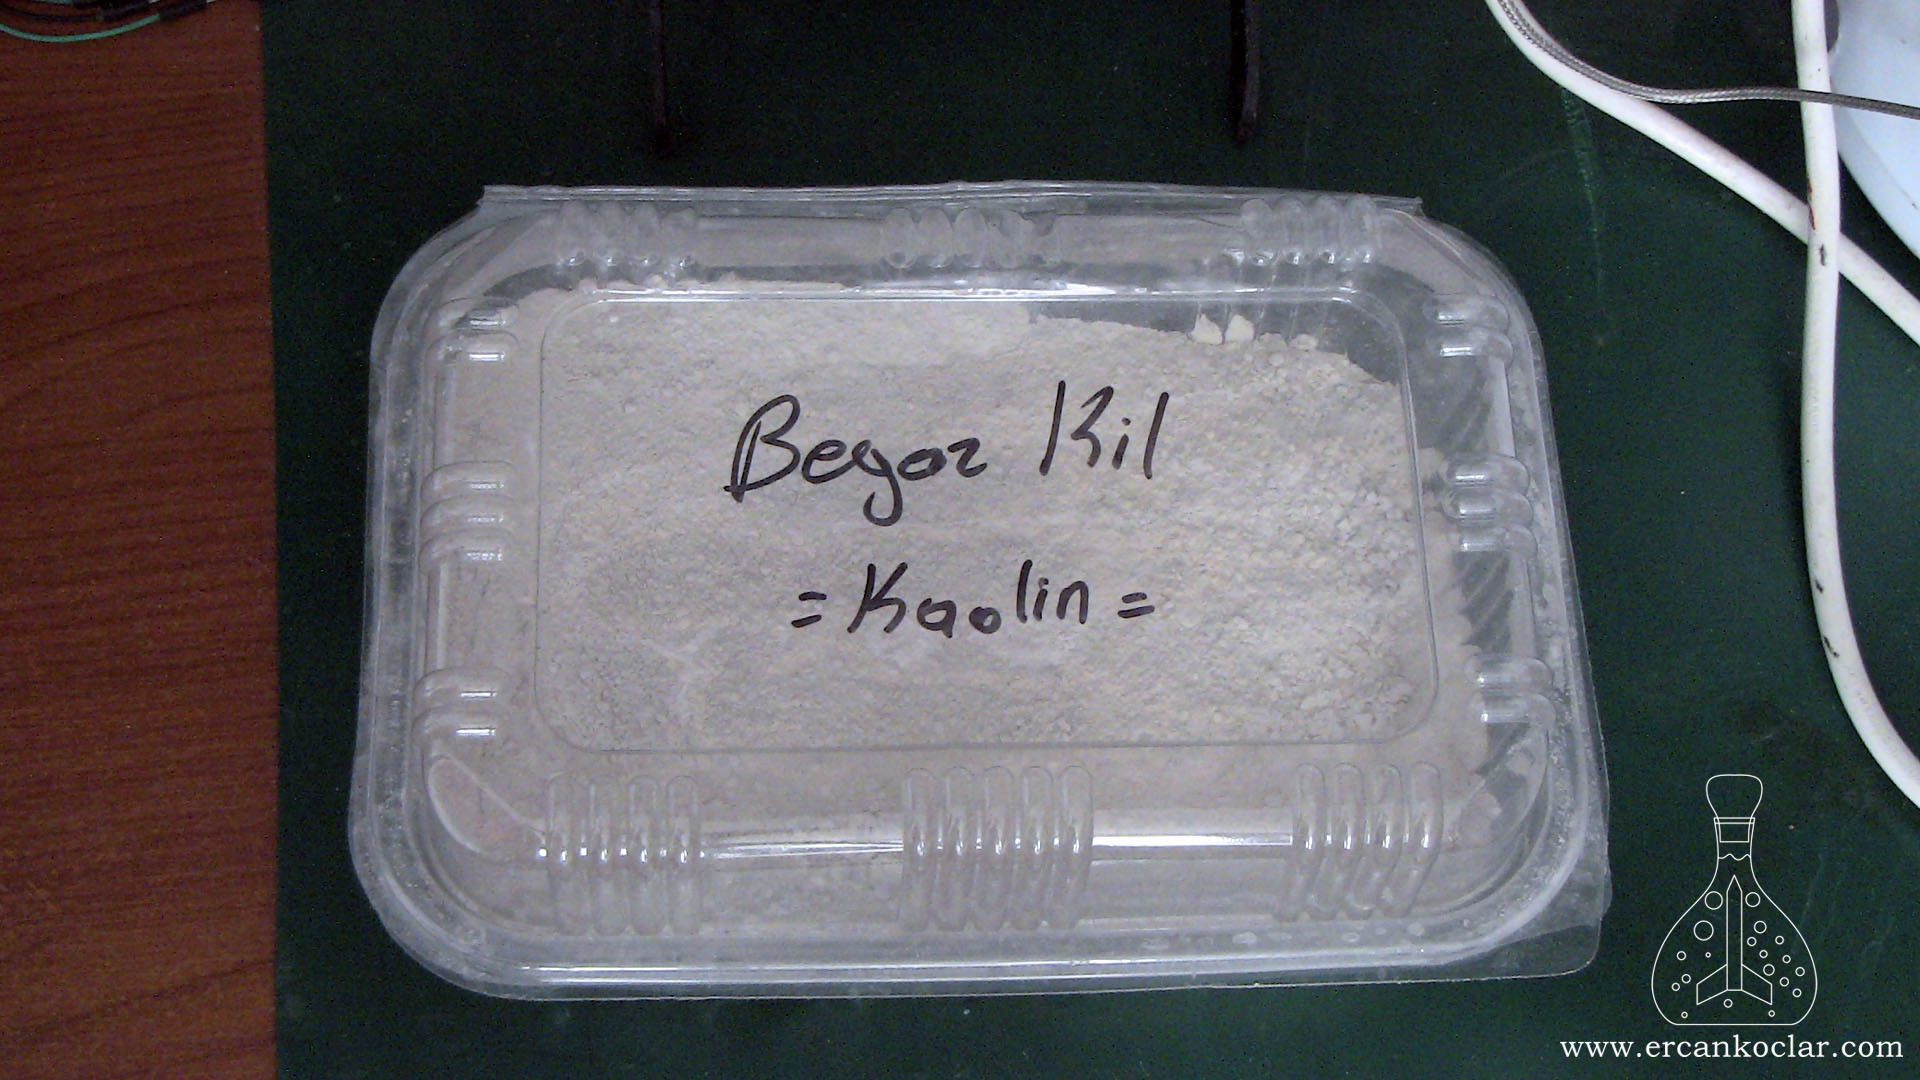 Beyaz Kil
= Kaolin =
www.ercankoclar.com